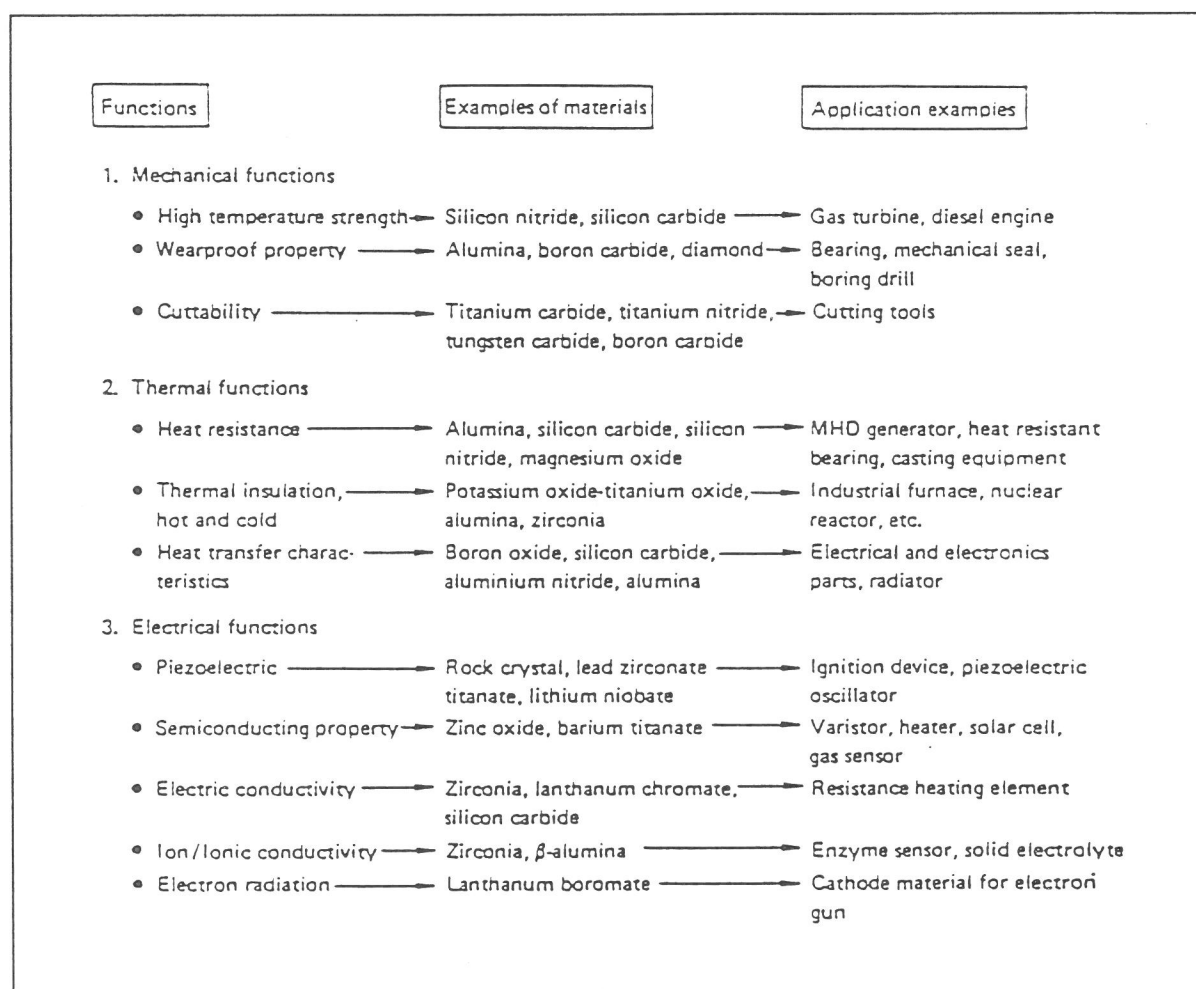 Functions Examples of materials Application examples
1. Mechanical functions
• High temperature strength → Silicon nitride, silicon carbide → Gas turbine, diesel engine
• Wearproof property → Alumina, boron carbide, diamond → Bearing, mechanical seal,
boring drill
• Cuttability → Titanium carbide, titanium nitride, → Cutting tools
tungsten carbide, boron carbide
2. Thermal functions
• Heat resistance → Alumina, silicon carbide, silicon → MHD generator, heat resistant
nitride, magnesium oxide bearing, casting equipment
• Thermal insulation, → Potassium oxide-titanium oxide, → Industrial furnace, nuclear
hot and cold alumina, zirconia reactor, etc.
• Heat transfer charac- → Boron oxide, silicon carbide, → Electrical and electronics
teristics aluminium nitride, alumina parts, radiator
3. Electrical functions
• Piezoelectric → Rock crystal, lead zirconate → Ignition device, piezoelectric
titanate, lithium niobate oscillator
• Semiconducting property → Zinc oxide, barium titanate → Varistor, heater, solar cell,
gas sensor
• Electric conductivity → Zirconia, lanthanum chromate, → Resistance heating element
silicon carbide
• Ion/Ionic conductivity → Zirconia, β-alumina → Enzyme sensor, solid electrolyte
• Electron radiation → Lanthanum boromate → Cathode material for electron
gun